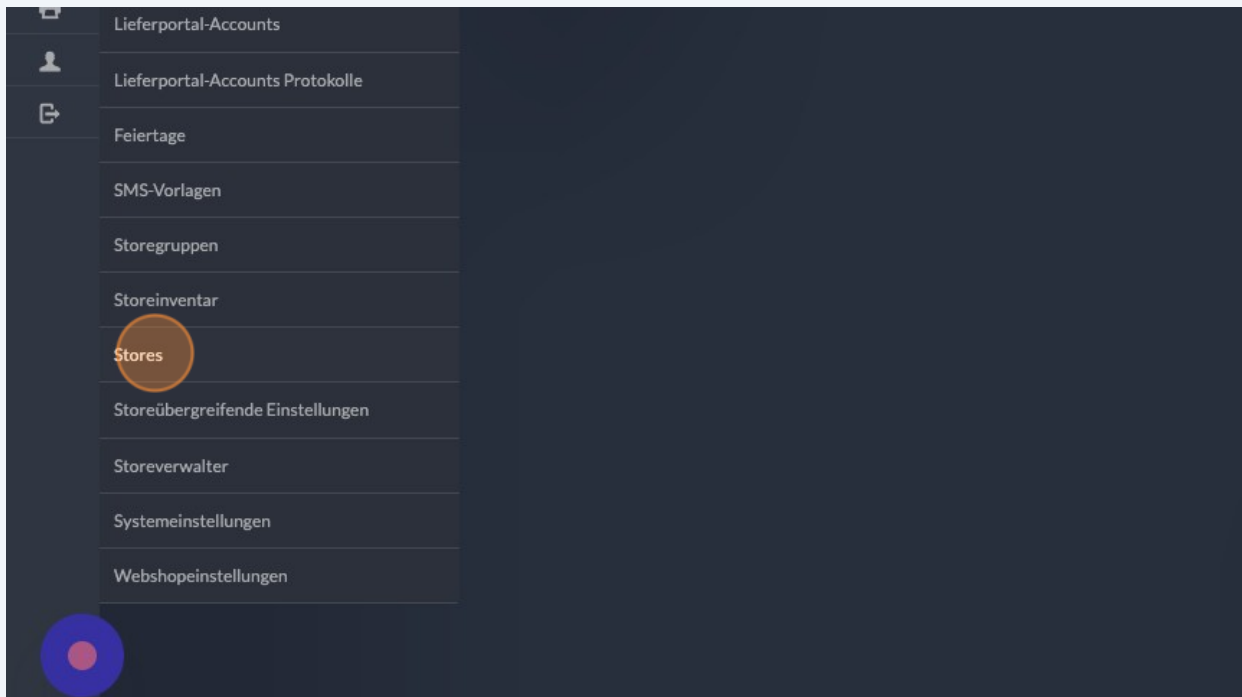 Lieferportal-Accounts
Lieferportal-Accounts Protokolle
Feiertage
SMS-Vorlagen
Storegruppen
Storeinventar
Stores
Storeübergreifende Einstellungen
Storeverwalter
Systemeinstellungen
Webshopeinstellungen